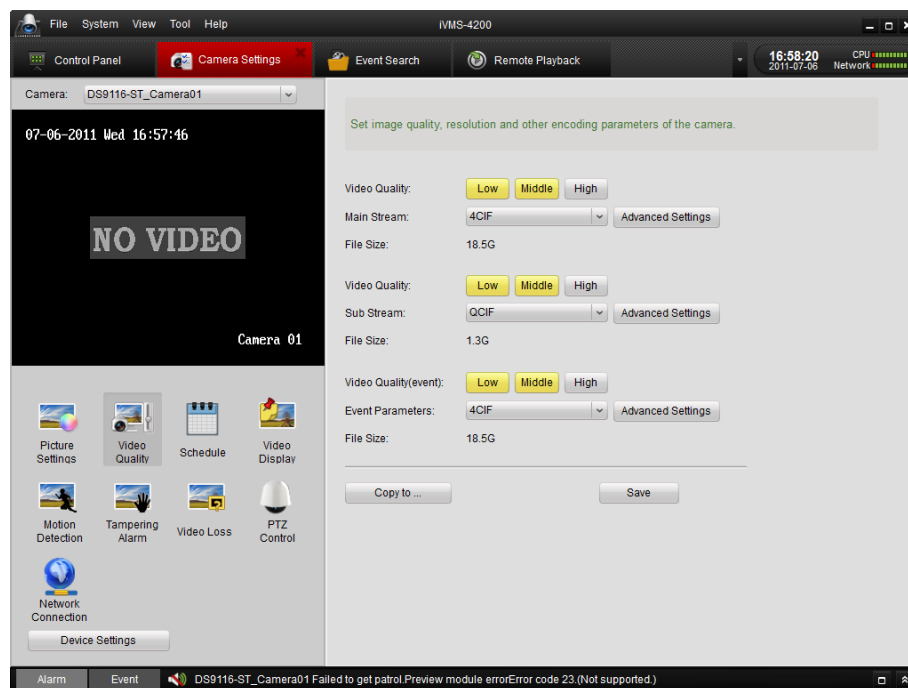 File System View Tool Help iVMS-4200
Control Panel Camera Settings Event Search Remote Playback 16:58:20 CPU
2011-07-06 Network
Camera: DS9116-ST_Camera01
07-06-2011 Wed 16:57:46
NO VIDEO
Camera 01
Picture Settings
Video Quality
Schedule
Video Display
Motion Detection
Tampering Alarm
Video Loss
PTZ Control
Network Connection
Device Settings
Set image quality, resolution and other encoding parameters of the camera.
Video Quality: Low Middle High
Main Stream: 4CIF Advanced Settings
File Size: 18.5G
Video Quality: Low Middle High
Sub Stream: QCIF Advanced Settings
File Size: 1.3G
Video Quality(event): Low Middle High
Event Parameters: 4CIF Advanced Settings
File Size: 18.5G
Copy to ... Save
Alarm Event DS9116-ST_Camera01 Failed to get patrol.Preview module errorError code 23.(Not supported.)